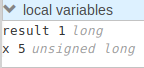 local variables
result 1 long
x 5 unsigned long